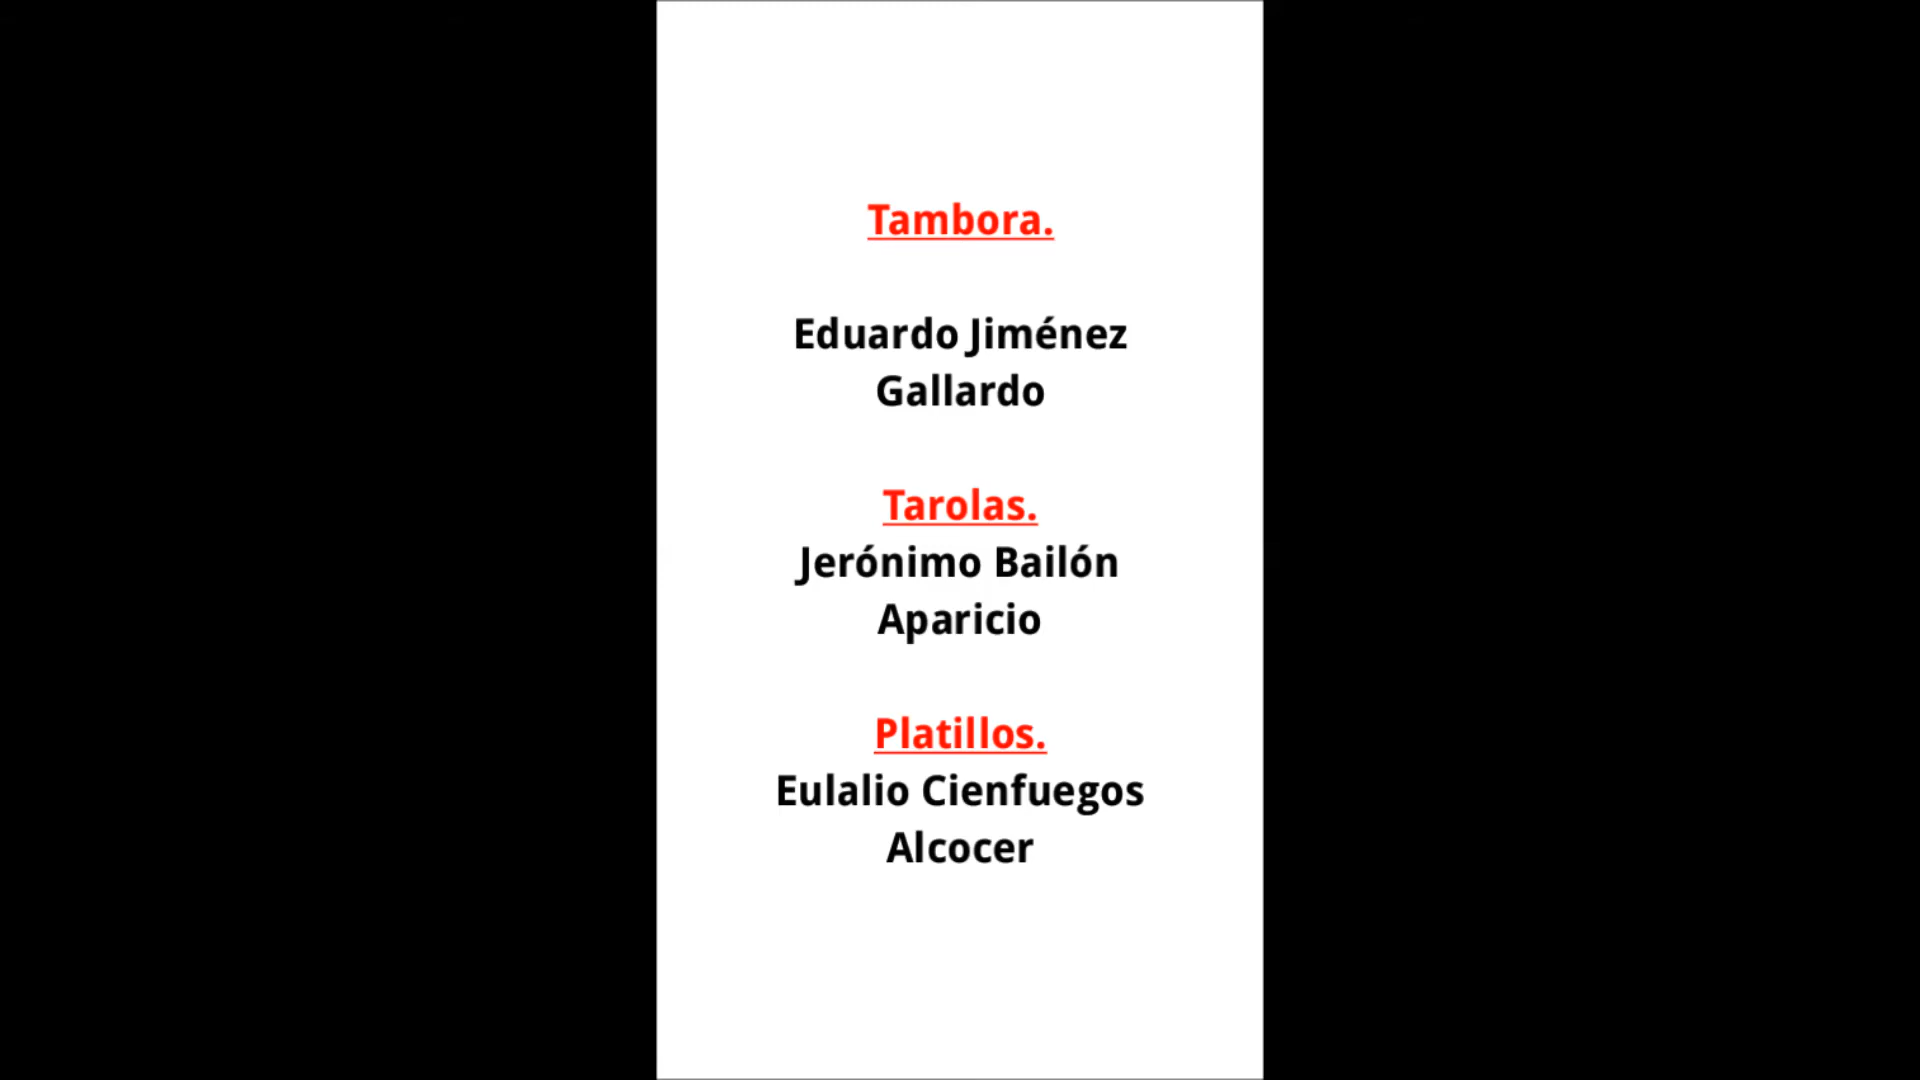 Tambora.
Eduardo Jiménez
Gallardo
Tarolas.
Jerónimo Bailón
Aparicio
Platillos.
Eulalio Cienfuegos
Alcocer